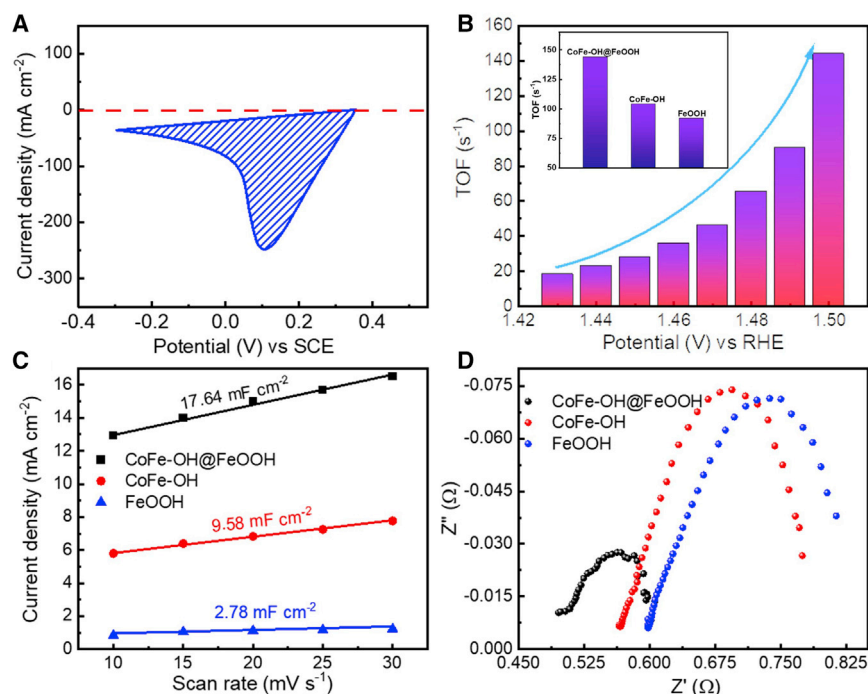 A
100
0
-100
-200
-300
-0.4
-0.2
0.0
0.2
0.4
Current density (mA cm-2)
Potential (V) vs SCE
B
160
140
120
100
80
60
40
20
0
1.42
1.44
1.46
1.48
1.50
TOF (s-1)
Potential (V) vs RHE
150
125
100
75
50
TOF (s-1)
CoFe-OH@FeOOH
CoFe-OH
FeOOH
C
16
14
12
10
8
6
4
2
0
10
15
20
25
30
Current density (mA cm-2)
Scan rate (mV s-1)
17.64 mF cm-2
CoFe-OH@FeOOH
CoFe-OH
FeOOH
9.58 mF cm-2
2.78 mF cm-2
D
-0.075
-0.060
-0.045
-0.030
-0.015
0.000
0.450
0.525
0.600
0.675
0.750
0.825
Z'' (Ω)
Z' (Ω)
CoFe-OH@FeOOH
CoFe-OH
FeOOH